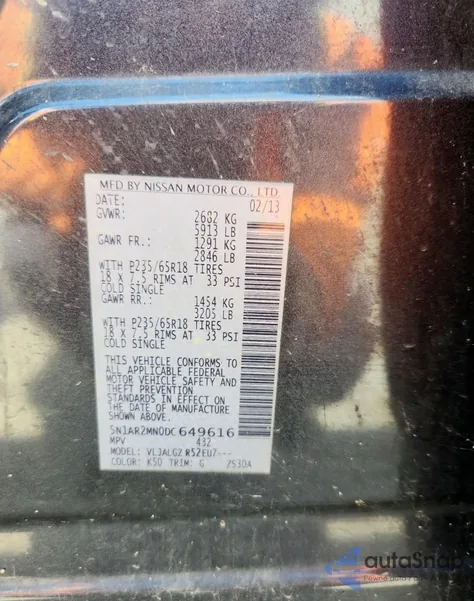 MFD BY NISSAN MOTOR CO., LTD.
DATE: 02/13
GVWR: 2682 KG
5913 LB
GAWR FR.: 1291 KG
2846 LB
WITH P235/65R18 TIRES
18 X 7.5 RIMS AT 33 PSI
COLD SINGLE
GAWR RR.: 1454 KG
3205 LB
WITH P235/65R18 TIRES
18 X 7.5 RIMS AT 33 PSI
COLD SINGLE
THIS VEHICLE CONFORMS TO
ALL APPLICABLE FEDERAL
MOTOR VEHICLE SAFETY AND
THEFT PREVENTION
STANDARDS IN EFFECT ON
THE DATE OF MANUFACTURE
SHOWN ABOVE.
5N1AR2MN0DC649616
MPV 432
MODEL: VLJALGZ R52EUZ---
COLOR: K50 TRIM: G ZS30A
autaSnap